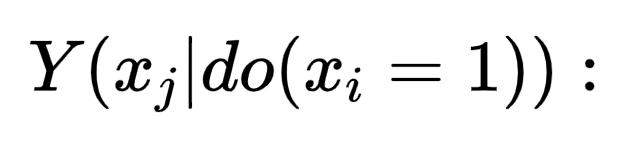 Y(x_j|do(x_i = 1)) :